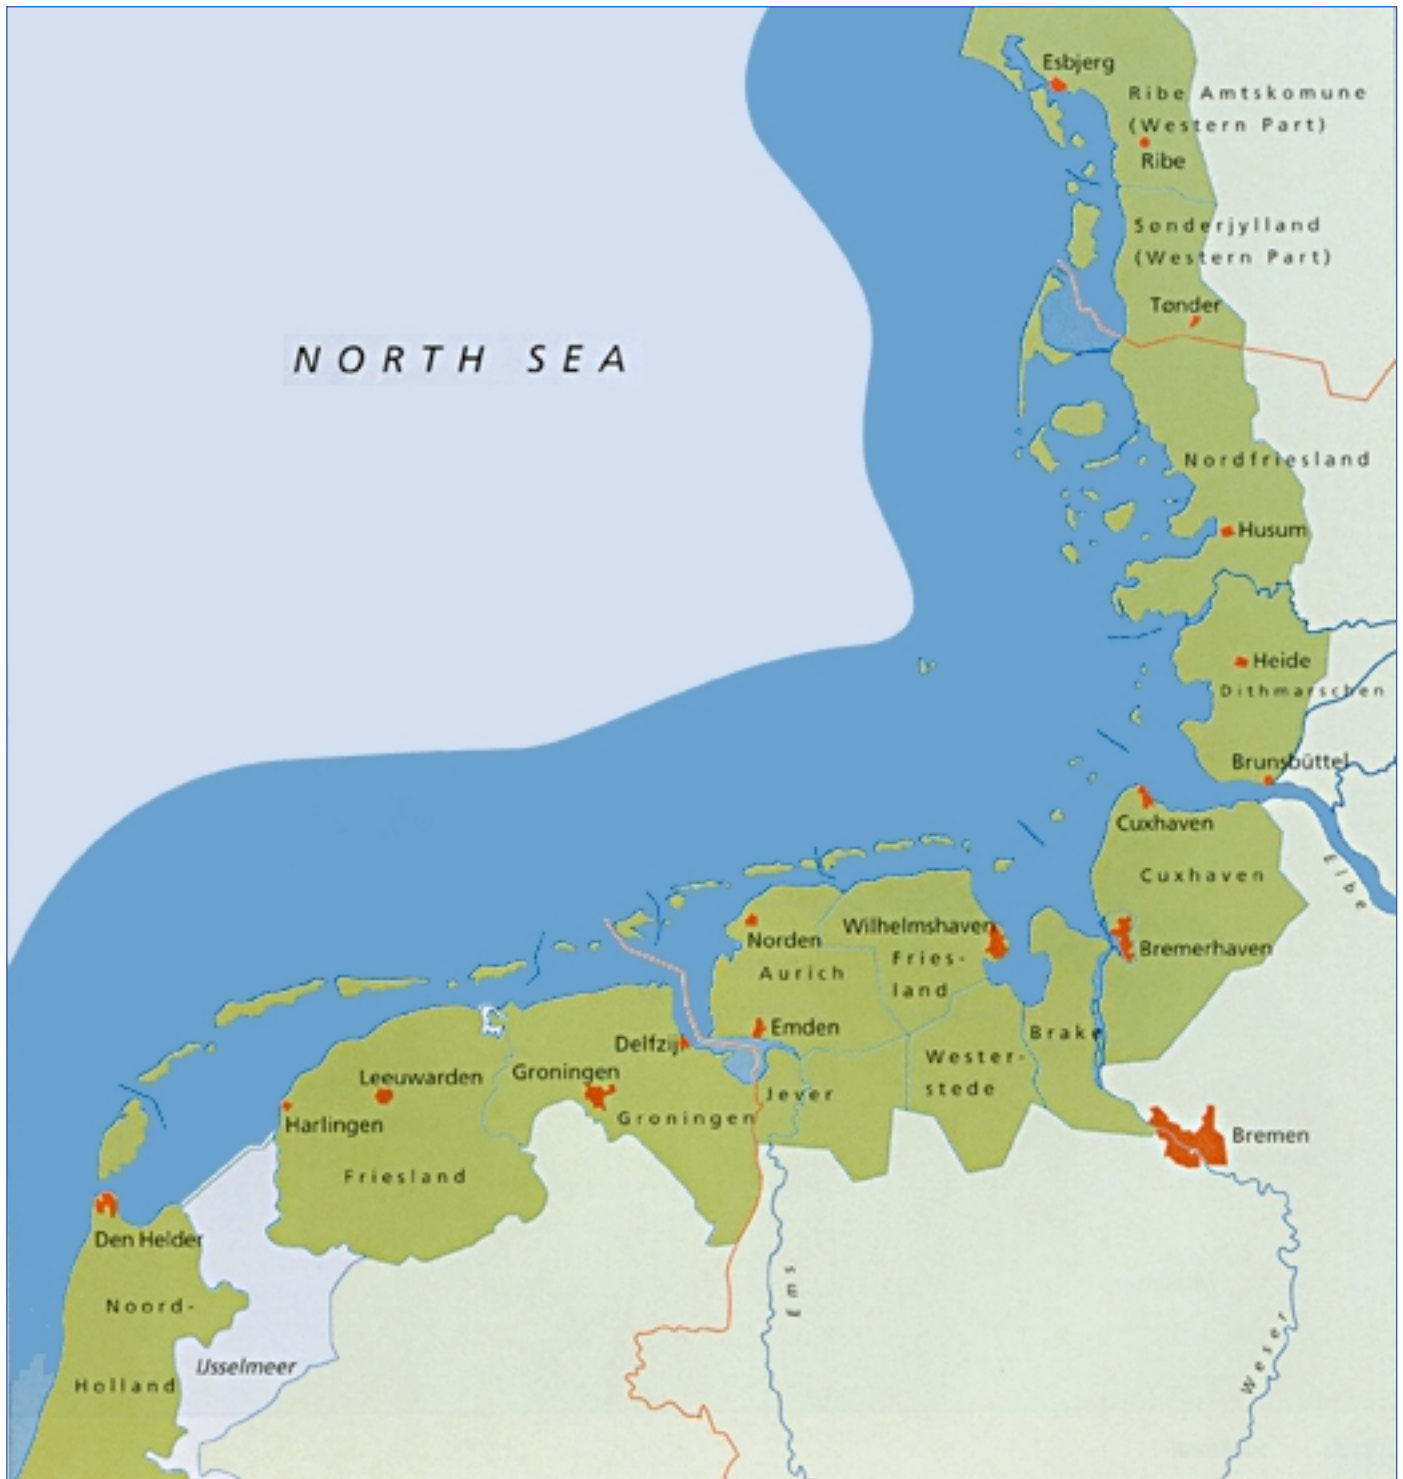 Esbjerg
Ribe Amtskomune
(Western Part)
Ribe
Sønderjylland
(Western Part)
Tønder
NORTH SEA
Nordfriesland
Husum
Heide
Dithmarschen
Brunsbüttel
Cuxhaven
Elbe
Cuxhaven
Wilhelmshaven
Norden
Bremerhaven
Fries-
land
Aurich
Emden
Brake
Delfzijl
Wester-
stede
Groningen
Leeuwarden
Jever
Groningen
Harlingen
Bremen
Friesland
Den Helder
Ems
Noord-
Holland
IJsselmeer
Weser